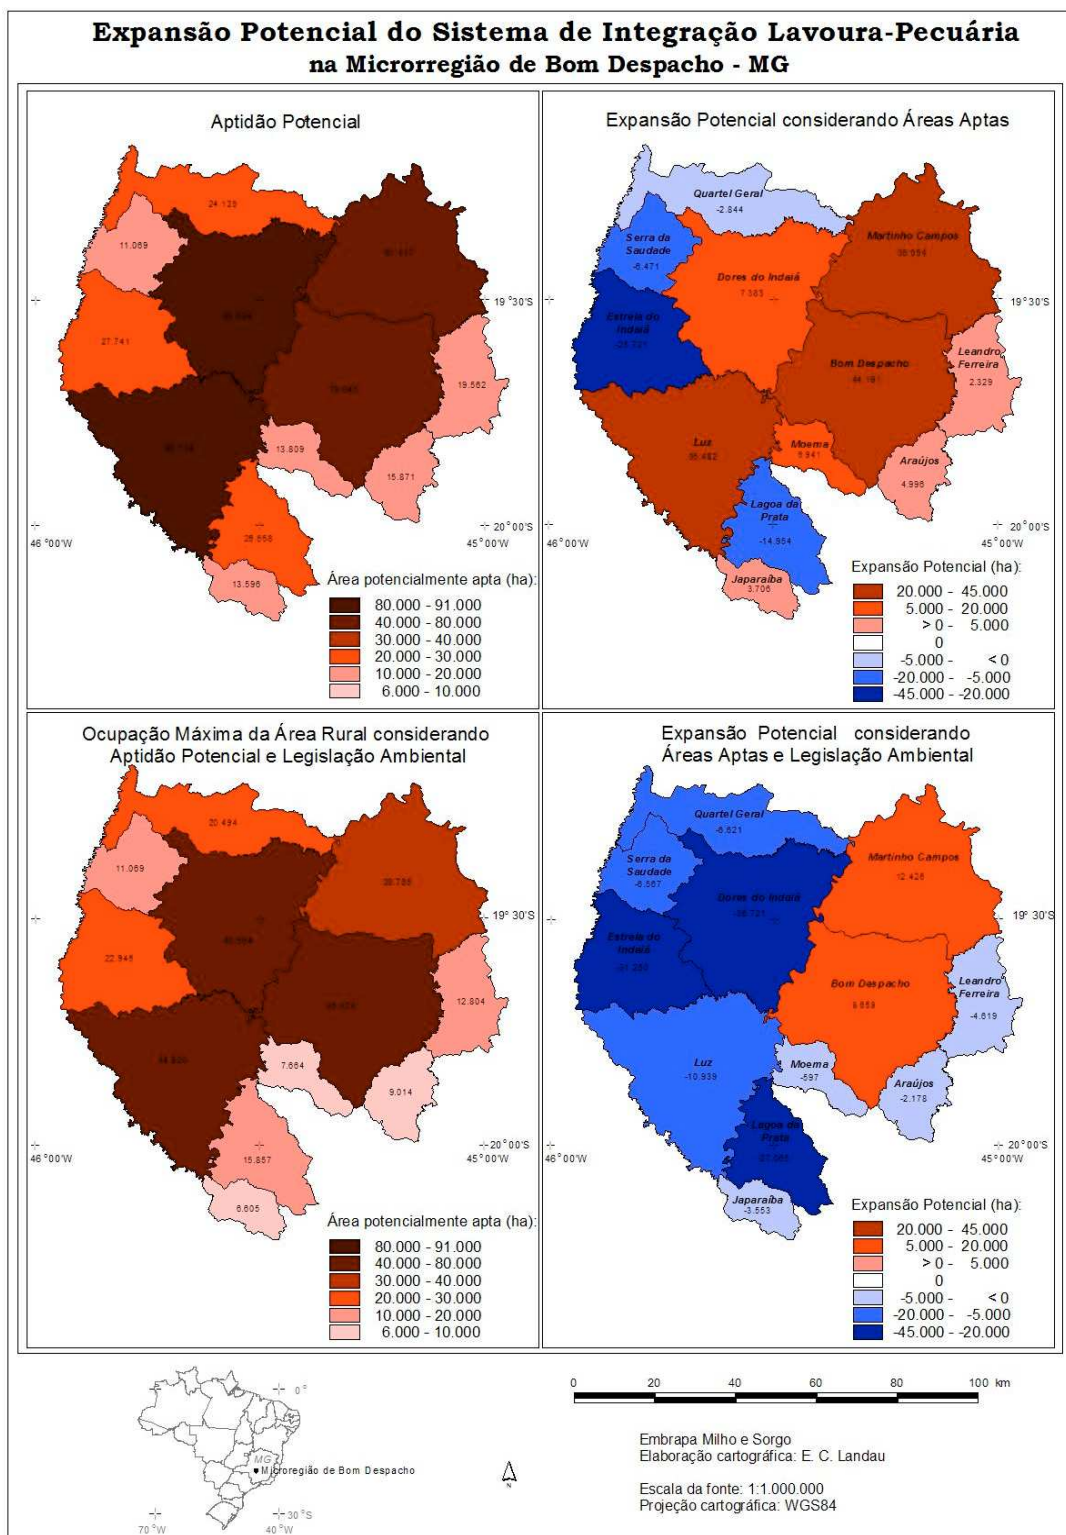 Expansão Potencial do Sistema de Integração Lavoura-Pecuária
na Microrregião de Bom Despacho - MG
Aptidão Potencial
24.129
11.069
27.741
19.562
13.809
15.871
13.596
46°00'W
19°30'S
20°00'S
45°00'W
Área potencialmente apta (ha):
80.000 - 91.000
40.000 - 80.000
30.000 - 40.000
20.000 - 30.000
10.000 - 20.000
6.000 - 10.000
Expansão Potencial considerando Áreas Aptas
Quartel Geral
-2.844
Serra da
Saudade
-6.471
Martinho Campos
Dores do Indaiá
7.383
Estrela do
Indaiá
Bom Despacho
Leandro
Ferreira
2.329
Luz
Moema
Araújos
4.996
Lagoa da
Prata
-14.954
Japaraíba
3.706
46°00'W
19°30'S
20°00'S
45°00'W
Expansão Potencial (ha):
20.000 - 45.000
5.000 - 20.000
> 0 - 5.000
0
-5.000 - < 0
-20.000 - -5.000
-45.000 - -20.000
Ocupação Máxima da Área Rural considerando
Aptidão Potencial e Legislação Ambiental
20.494
11.069
12.804
7.664
9.014
15.857
6.605
46°00'W
19°30'S
20°00'S
45°00'W
Área potencialmente apta (ha):
80.000 - 91.000
40.000 - 80.000
30.000 - 40.000
20.000 - 30.000
10.000 - 20.000
6.000 - 10.000
Expansão Potencial considerando
Áreas Aptas e Legislação Ambiental
Quartel Geral
-6.621
Serra da
Saudade
-6.567
Martinho Campos
Dores do Indaiá
Estrela do
Indaiá
Bom Despacho
Leandro
Ferreira
-4.619
Luz
-10.939
Moema
-597
Araújos
-2.178
Lagoa da
Prata
Japaraíba
-3.553
46°00'W
19°30'S
20°00'S
45°00'W
Expansão Potencial (ha):
20.000 - 45.000
5.000 - 20.000
> 0 - 5.000
0
-5.000 - < 0
-20.000 - -5.000
-45.000 - -20.000
0°
MG
Microregião de Bom Despacho
-30°S
70°W
40°W
N
0 20 40 60 80 100 km
Embrapa Milho e Sorgo
Elaboração cartográfica: E. C. Landau
Escala da fonte: 1:1.000.000
Projeção cartográfica: WGS84